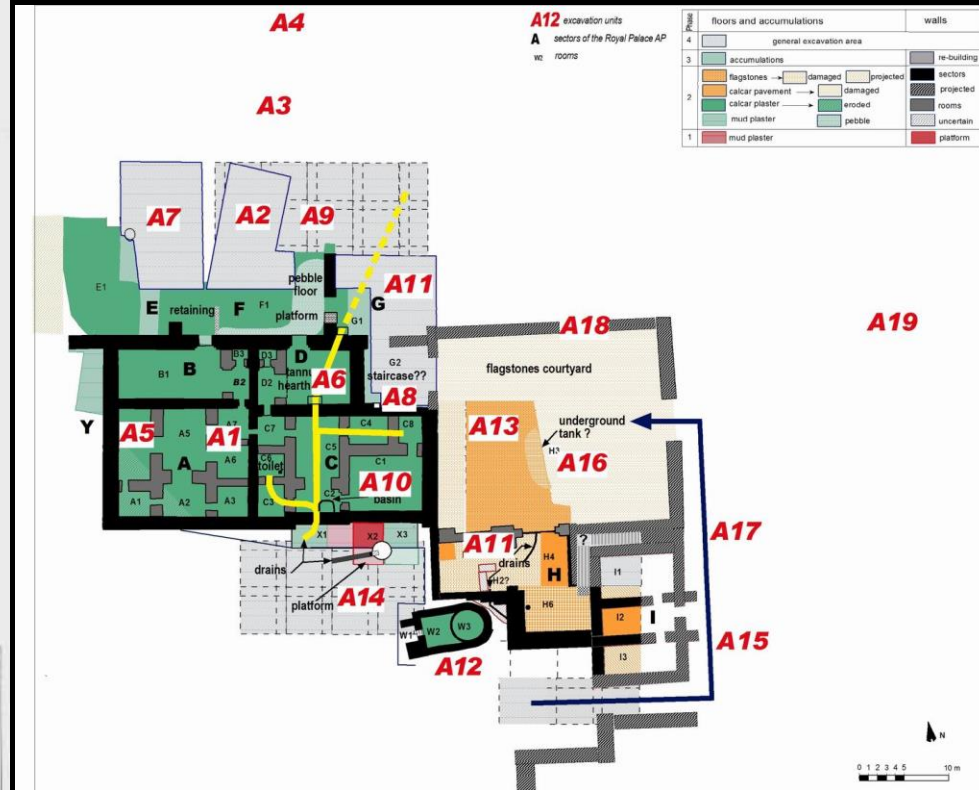 A4
A12 excavation units
A sectors of the Royal Palace AP
W2 rooms
Phase
floors and accumulations
walls
4
general excavation area
3
accumulations
re-building
2
flagstones
damaged
projected
sectors
calcar pavement
damaged
projected
calcar plaster
eroded
rooms
mud plaster
pebble
uncertain
1
mud plaster
platform
A3
A7
A2
A9
A11
A18
A19
E1
E
retaining
F
F1
pebble
floor
platform
G
G1
B1
B
B3
B2
D3
D
D2
tannur
hearth
A6
G2
staircase??
A8
flagstones courtyard
Y
A5
A5
A1
A7
A6
A
A1
A2
A3
C7
C6
toilet
C3
C5
C
C2
basin
C4
C8
C1
A10
A13
underground
tank ?
H3
A16
A17
X1
X2
X3
drains
platform
A14
A11
drains
H2?
H4
H
H6
?
I1
I2
I
I3
A15
W1
W2
W3
A12
N
0 1 2 3 4 5 10 m